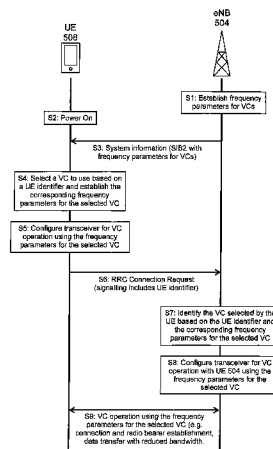 UE
508
eNB
504
S1: Establish frequency
parameters for VCs
S2: Power On
S3: System information (SIB2 with
frequency parameters for VCs)
S4: Select a VC to use based on
a UE identifier and establish the
corresponding frequency
parameters for the selected VC
S5: Configure transceiver for VC
operation using the frequency
parameters for the selected VC
S6: RRC Connection Request
(signalling includes UE identifier)
S7: Identify the VC selected by the
UE based on the UE identifier and
the corresponding frequency
parameters for the selected VC
S8: Configure transceiver for VC
operation with UE 504 using the
frequency parameters for the
selected VC
S9: VC operation using the frequency
parameters for the selected VC (e.g.
connection and radio bearer establishment,
data transfer with reduced bandwidth.